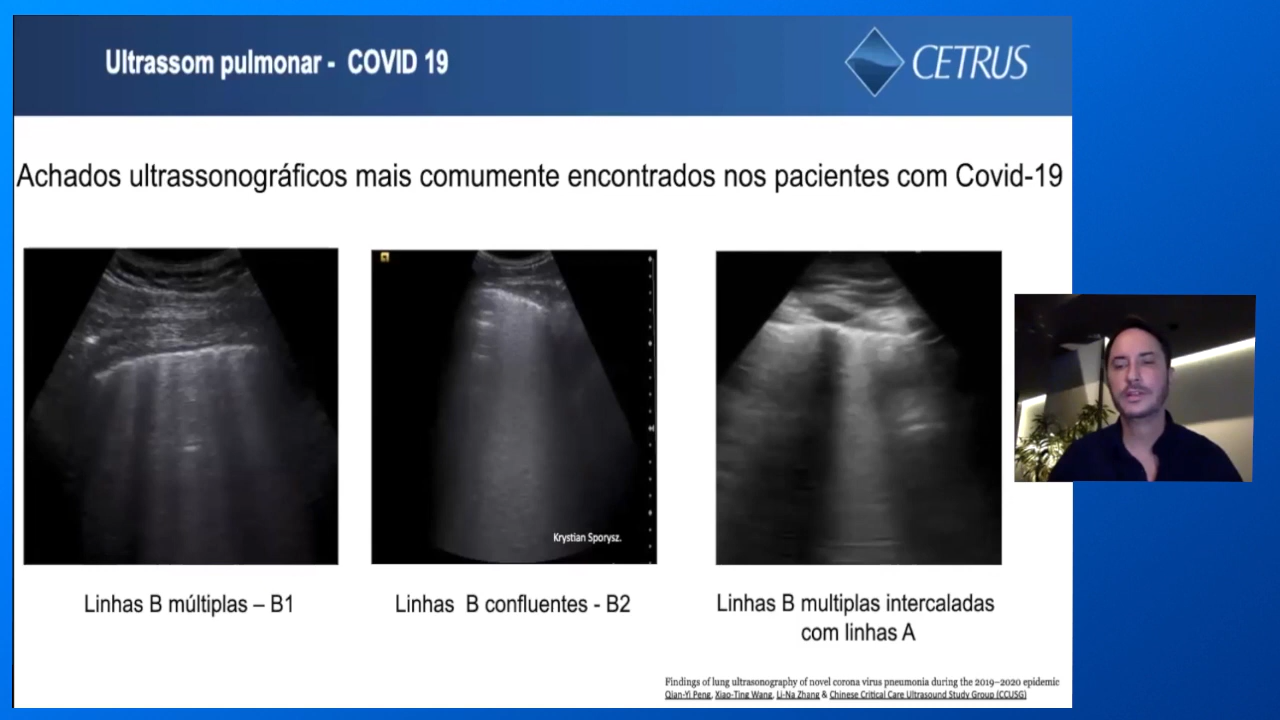 Ultrassom pulmonar - COVID 19
CETRUS
Achados ultrassonográficos mais comumente encontrados nos pacientes com Covid-19
Krystian Sporysz.
Linhas B múltiplas – B1
Linhas B confluentes - B2
Linhas B multiplas intercaladas
com linhas A
Findings of lung ultrasonography of novel corona virus pneumonia during the 2019–2020 epidemic
Qian-Yi Peng, Xiao-Ting Wang, Li-Na Zhang & Chinese Critical Care Ultrasound Study Group (CCUSG)